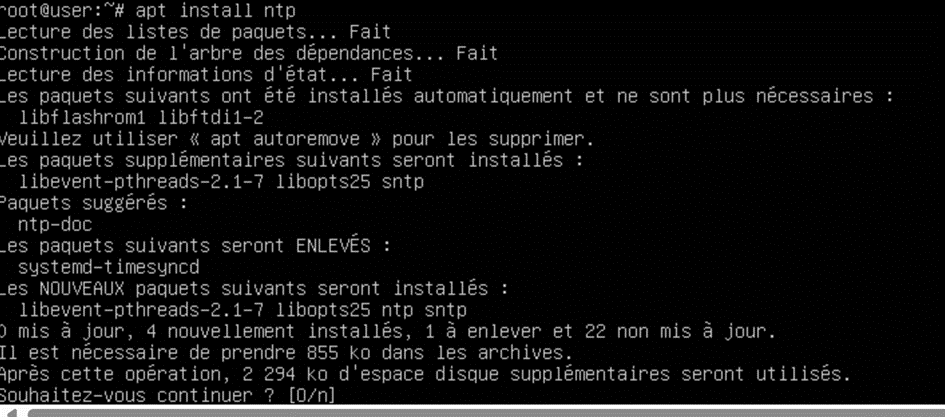 root@user:~# apt install ntp
Lecture des listes de paquets... Fait
Construction de l'arbre des dépendances... Fait
Lecture des informations d'état... Fait
Les paquets suivants ont été installés automatiquement et ne sont plus nécessaires :
libflashrom1 libftdi1-2
Veuillez utiliser « apt autoremove » pour les supprimer.
Les paquets supplémentaires suivants seront installés :
libevent-pthreads-2.1-7 libopts25 sntp
Paquets suggérés :
ntp-doc
Les paquets suivants seront ENLEVÉS :
systemd-timesyncd
Les NOUVEAUX paquets suivants seront installés :
libevent-pthreads-2.1-7 libopts25 ntp sntp
0 mis à jour, 4 nouvellement installés, 1 à enlever et 22 non mis à jour.
Il est nécessaire de prendre 855 ko dans les archives.
Après cette opération, 2 294 ko d'espace disque supplémentaires seront utilisés.
Souhaitez-vous continuer ? [O/n]